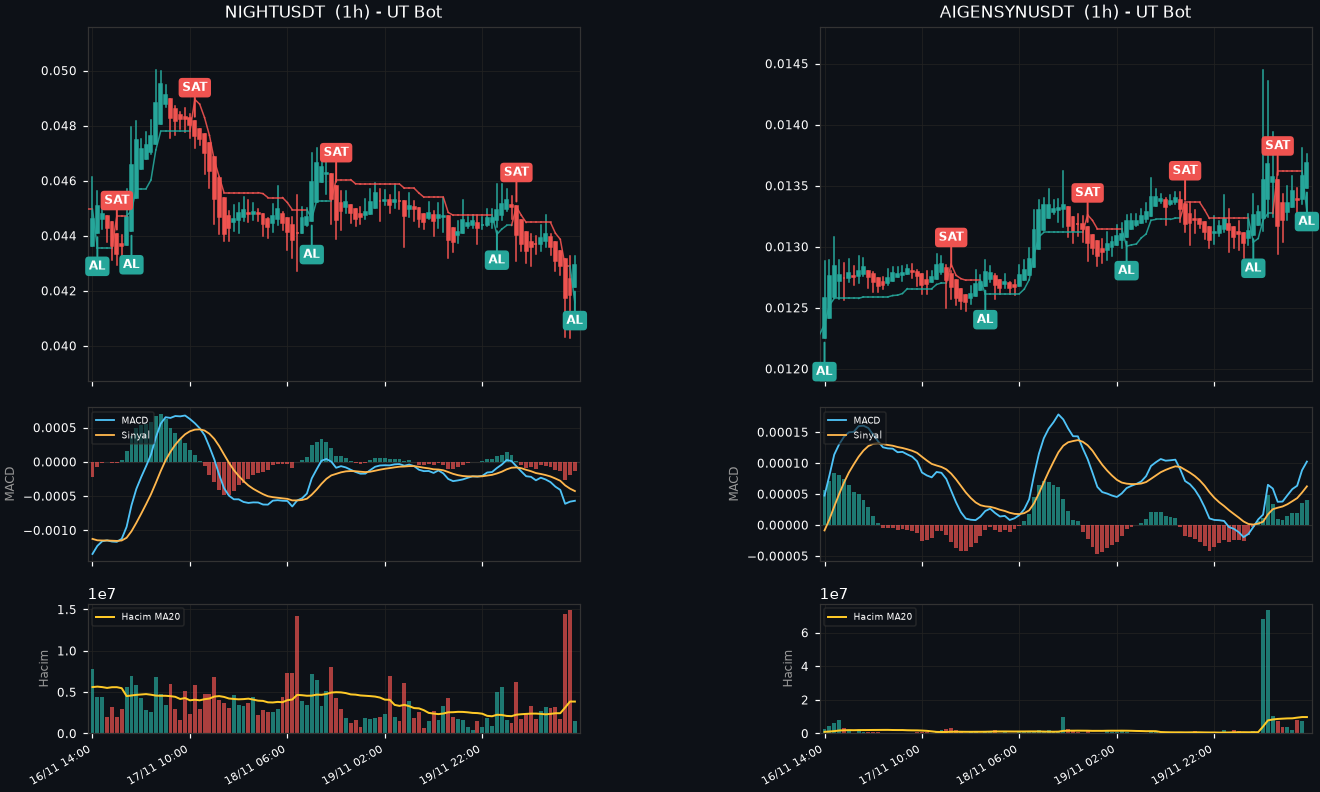 NIGHTUSDT (1h) - UT Bot
0.050
0.048
0.046
0.044
0.042
0.040
SAT
SAT
SAT
SAT
AL
AL
AL
AL
AL
MACD
0.0005
0.0000
−0.0005
−0.0010
MACD
Sinyal
1e7
Hacim
1.5
1.0
0.5
0.0
Hacim MA20
16/11 14:00
17/11 10:00
18/11 06:00
19/11 02:00
19/11 22:00
AIGENSYNUSDT (1h) - UT Bot
0.0145
0.0140
0.0135
0.0130
0.0125
0.0120
SAT
SAT
SAT
SAT
AL
AL
AL
AL
AL
MACD
0.00015
0.00010
0.00005
0.00000
−0.00005
MACD
Sinyal
1e7
Hacim
6
4
2
0
Hacim MA20
16/11 14:00
17/11 10:00
18/11 06:00
19/11 02:00
19/11 22:00